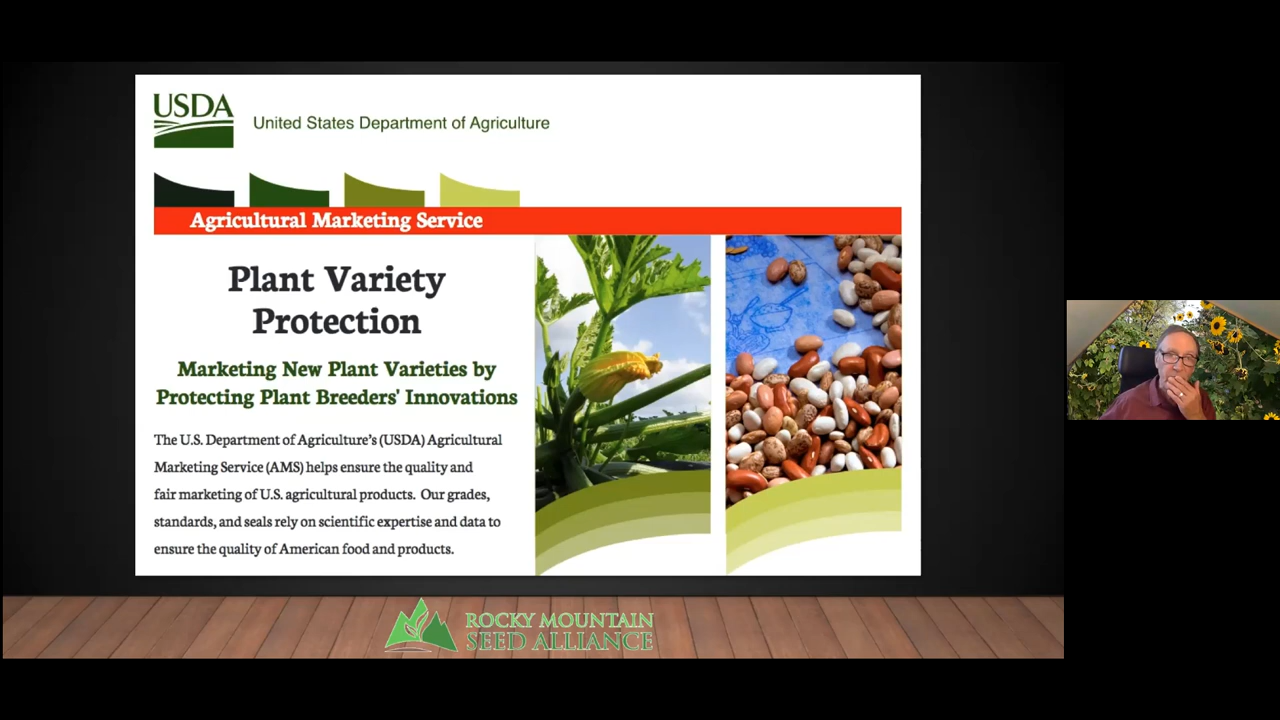 USDA
United States Department of Agriculture
Agricultural Marketing Service
Plant Variety
Protection
Marketing New Plant Varieties by
Protecting Plant Breeders' Innovations
The U.S. Department of Agriculture's (USDA) Agricultural
Marketing Service (AMS) helps ensure the quality and
fair marketing of U.S. agricultural products. Our grades,
standards, and seals rely on scientific expertise and data to
ensure the quality of American food and products.
ROCKY MOUNTAIN
SEED ALLIANCE